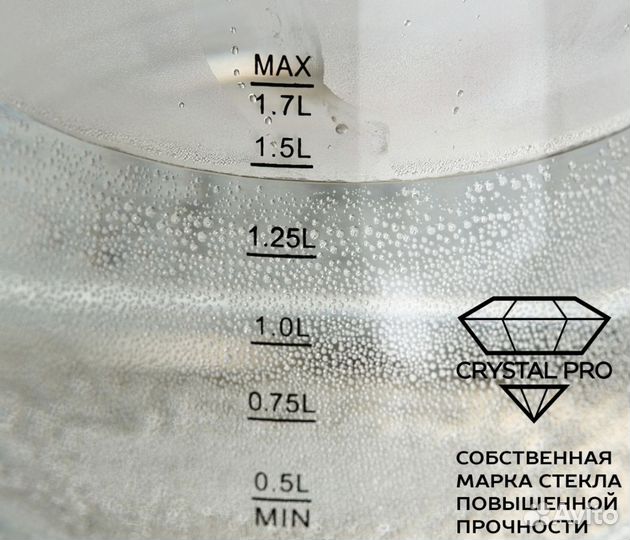 MAX
1.7L
1.5L
1.25L
1.0L
0.75L
0.5L
MIN
CRYSTAL PRO
СОБСТВЕННАЯ
МАРКА СТЕКЛА
ПОВЫШЕННОЙ
ПРОЧНОСТИ
Avito